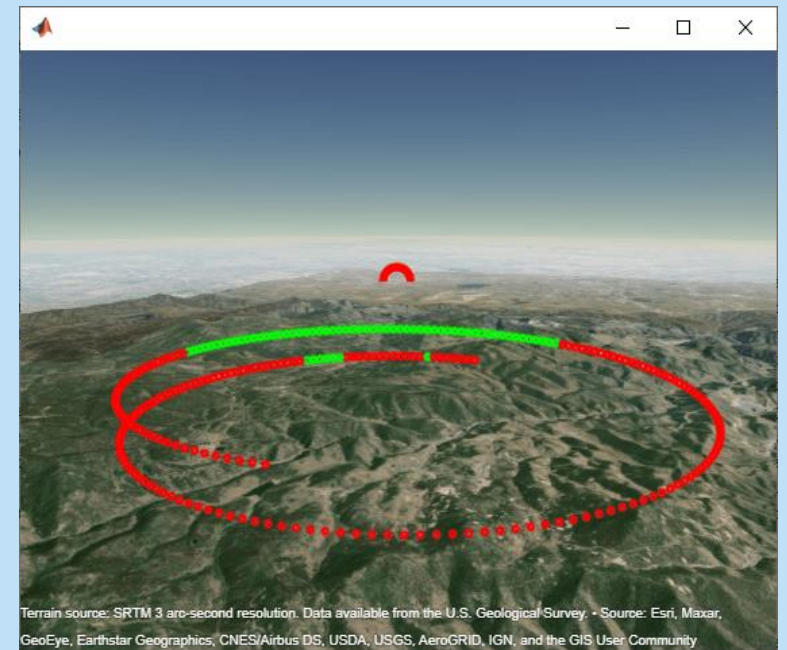 Terrain source: SRTM 3 arc-second resolution. Data available from the U.S. Geological Survey. • Source: Esri, Maxar,
GeoEye, Earthstar Geographics, CNES/Airbus DS, USDA, USGS, AeroGRID, IGN, and the GIS User Community